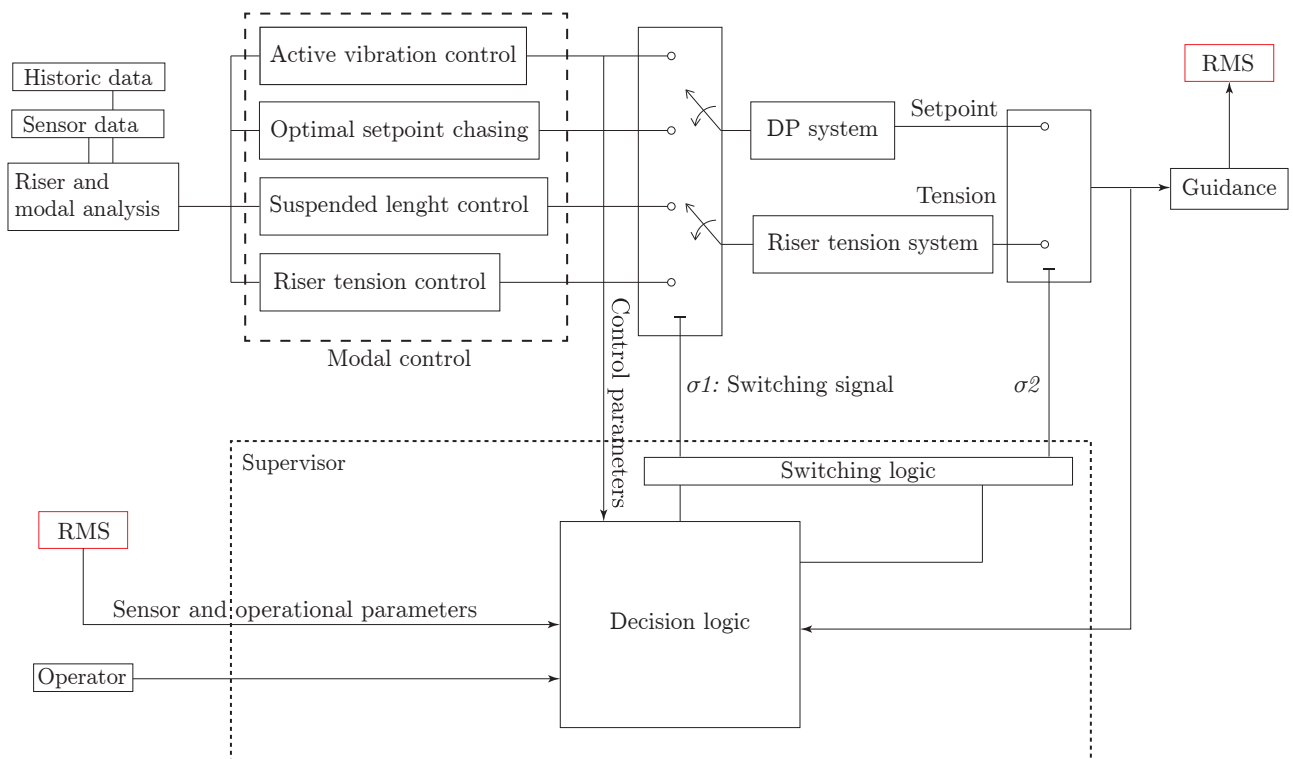 Active vibration control
Historic data
Sensor data
Optimal setpoint chasing
Riser and
modal analysis
Suspended lenght control
Riser tension control
Modal control
DP system
Setpoint
Tension
Riser tension system
RMS
Guidance
Control parameters
σ1: Switching signal
σ2
Supervisor
Switching logic
RMS
Sensor and operational parameters
Decision logic
Operator